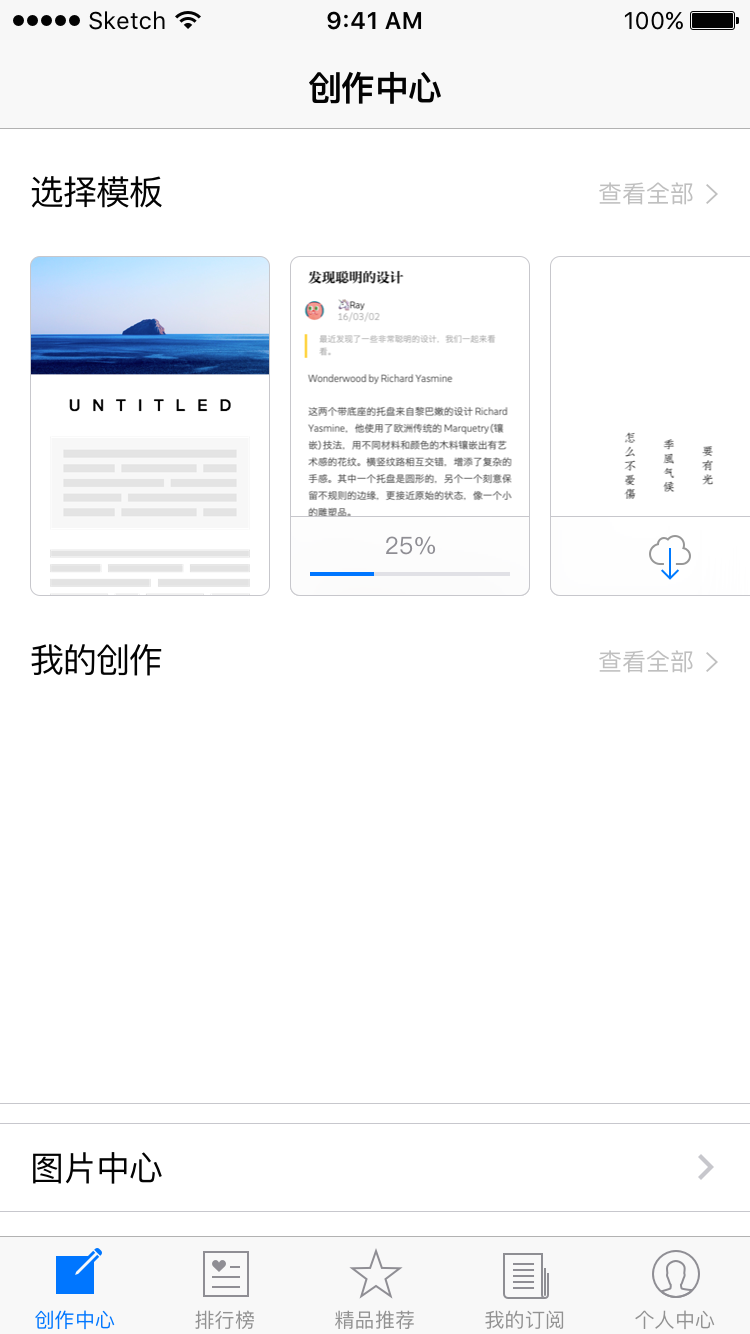 Sketch 9:41 AM 100%
创作中心
选择模板 查看全部
UNTITLED
发现聪明的设计
Ray
16/03/02
最近发现了一些非常聪明的设计，我们一起来看
看。
Wonderwood by Richard Yasmine
这两个带底座的托盘来自黎巴嫩的设计 Richard
Yasmine，他使用了欧洲传统的 Marquetry(镶
嵌)技法，用不同材料和颜色的木料镶嵌出有艺
术感的花纹。横竖纹路相互交错，增添了复杂的
手感。其中一个托盘是圆形的，另一个刻意保
留不规则的边缘，更接近原始的状态，像一个小
的雕塑品。
25%
要有光
季風气候
怎么不爱傷
我的创作 查看全部
图片中心
创作中心 排行榜 精品推荐 我的订阅 个人中心